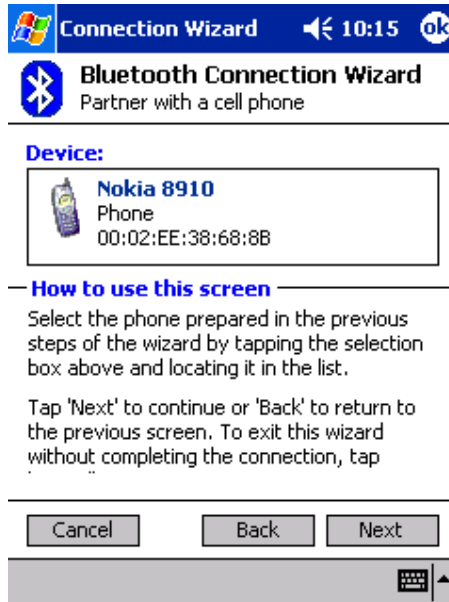 Connection Wizard 10:15 ok
Bluetooth Connection Wizard
Partner with a cell phone
Device:
Nokia 8910
Phone
00:02:EE:38:68:8B
How to use this screen
Select the phone prepared in the previous
steps of the wizard by tapping the selection
box above and locating it in the list.
Tap 'Next' to continue or 'Back' to return to
the previous screen. To exit this wizard
without completing the connection, tap
Cancel Back Next